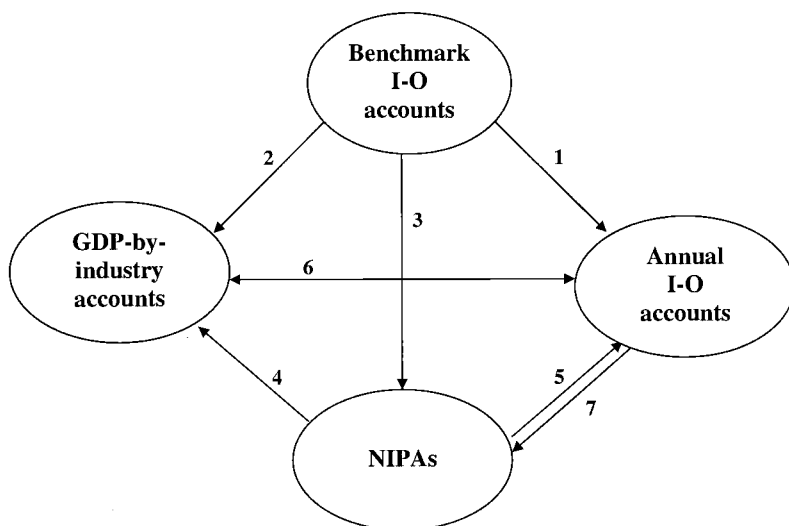 Benchmark
I-O
accounts
2
1
3
GDP-by-
industry
accounts
6
Annual
I-O
accounts
4
5
7
NIPAs